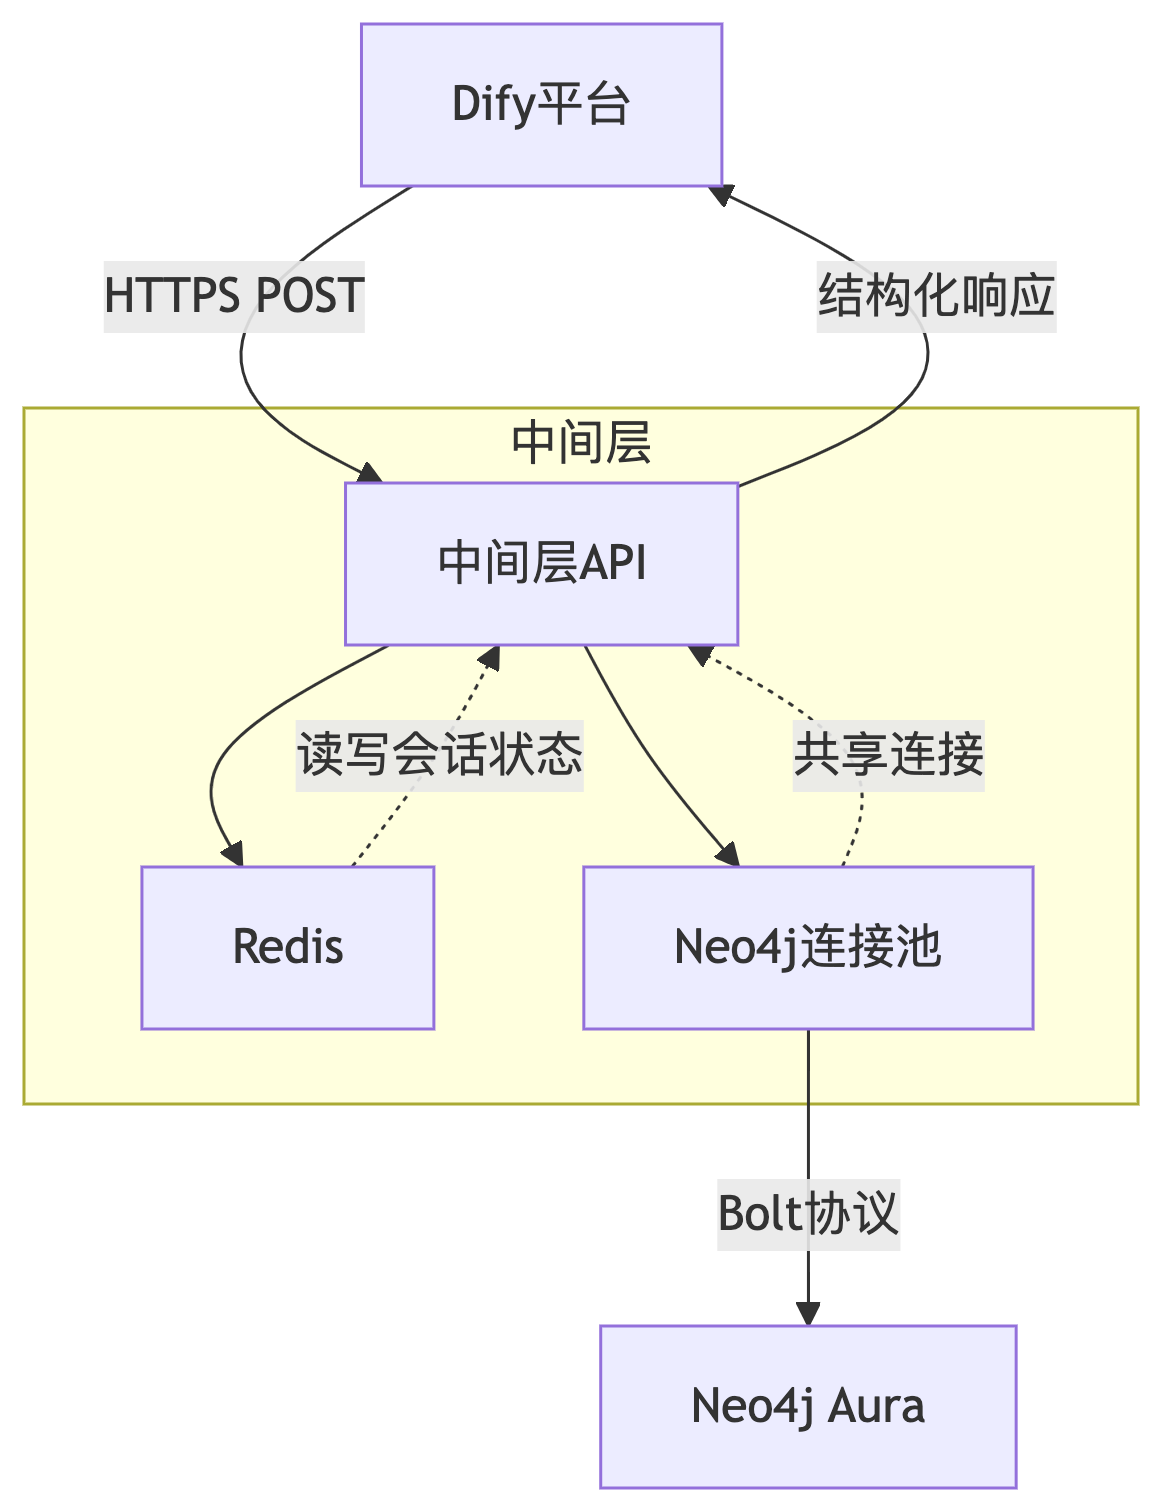 Dify平台
HTTPS POST
结构化响应
中间层
中间层API
读写会话状态
共享连接
Redis
Neo4j连接池
Bolt协议
Neo4j Aura